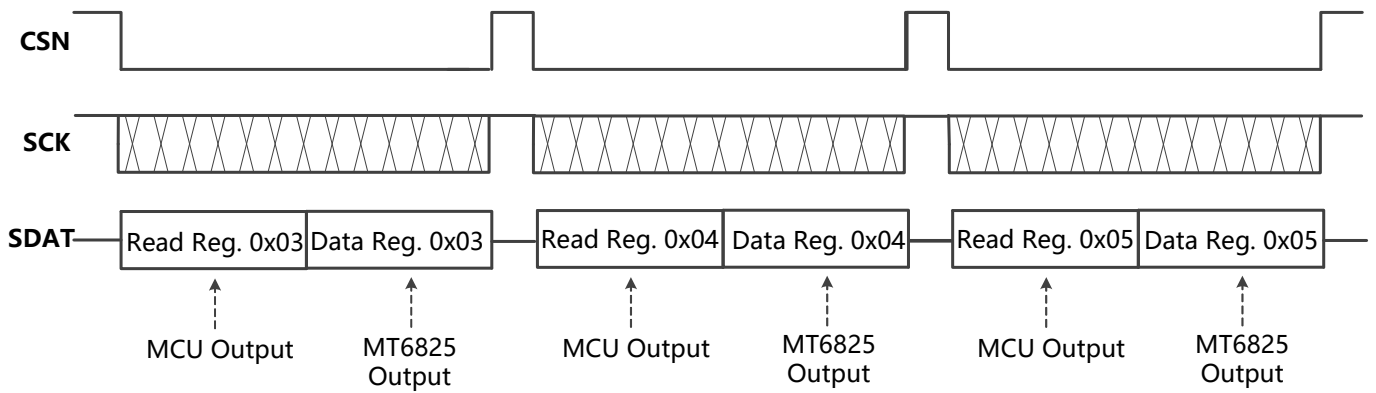 CSN
SCK
SDAT
Read Reg. 0x03 Data Reg. 0x03 Read Reg. 0x04 Data Reg. 0x04 Read Reg. 0x05 Data Reg. 0x05
MCU Output MT6825 Output MCU Output MT6825 Output MCU Output MT6825 Output